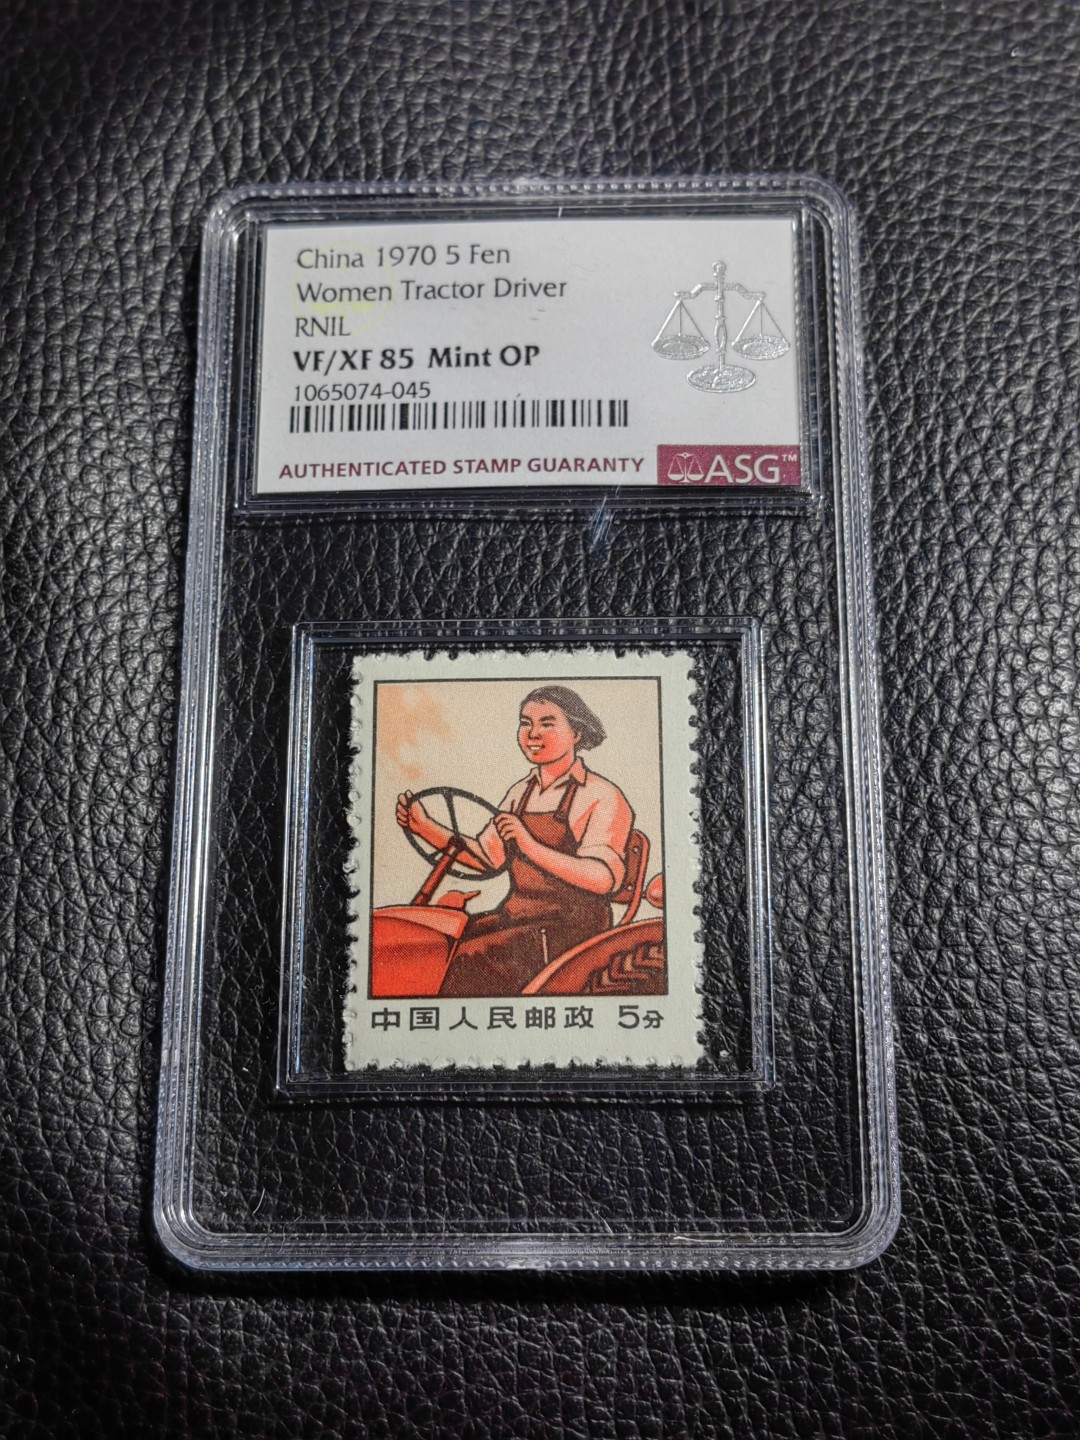 China 1970 5 Fen
Women Tractor Driver
RNIL
VF/XF 85 Mint OP
1065074-045
AUTHENTICATED STAMP GUARANTY ASG™
中国人民邮政 5分